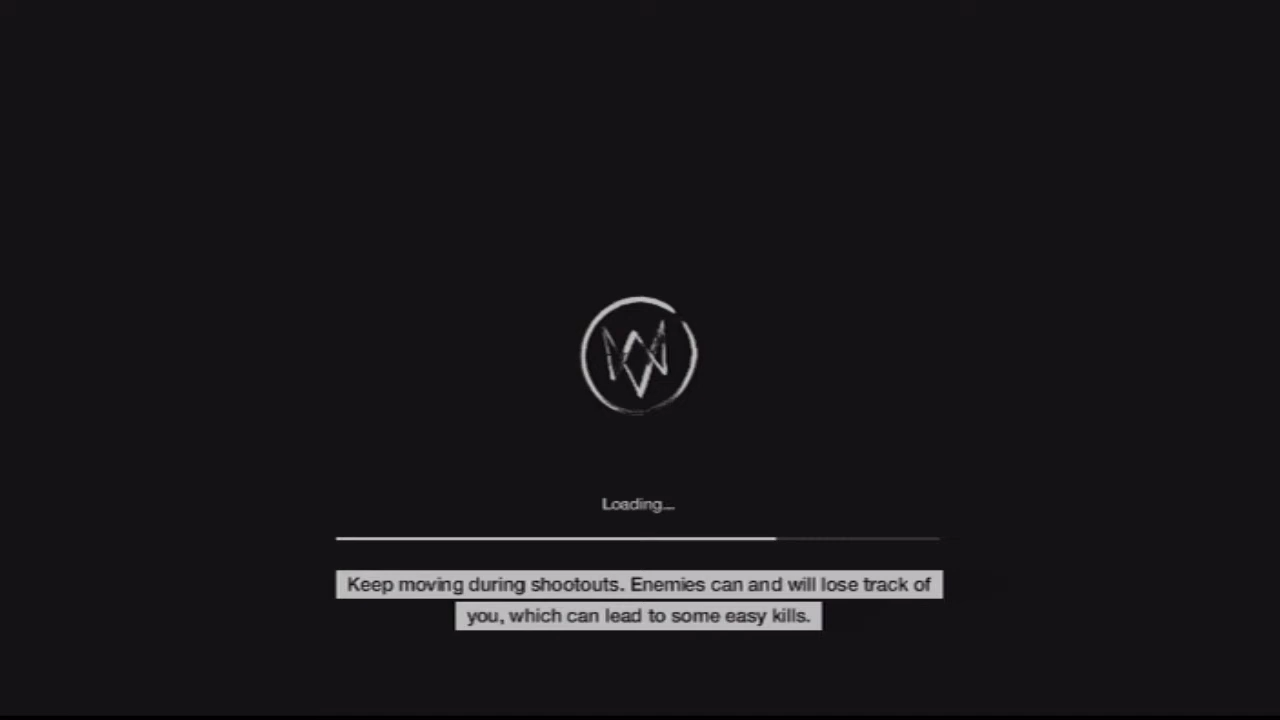 Loading...
Keep moving during shootouts. Enemies can and will lose track of
you, which can lead to some easy kills.